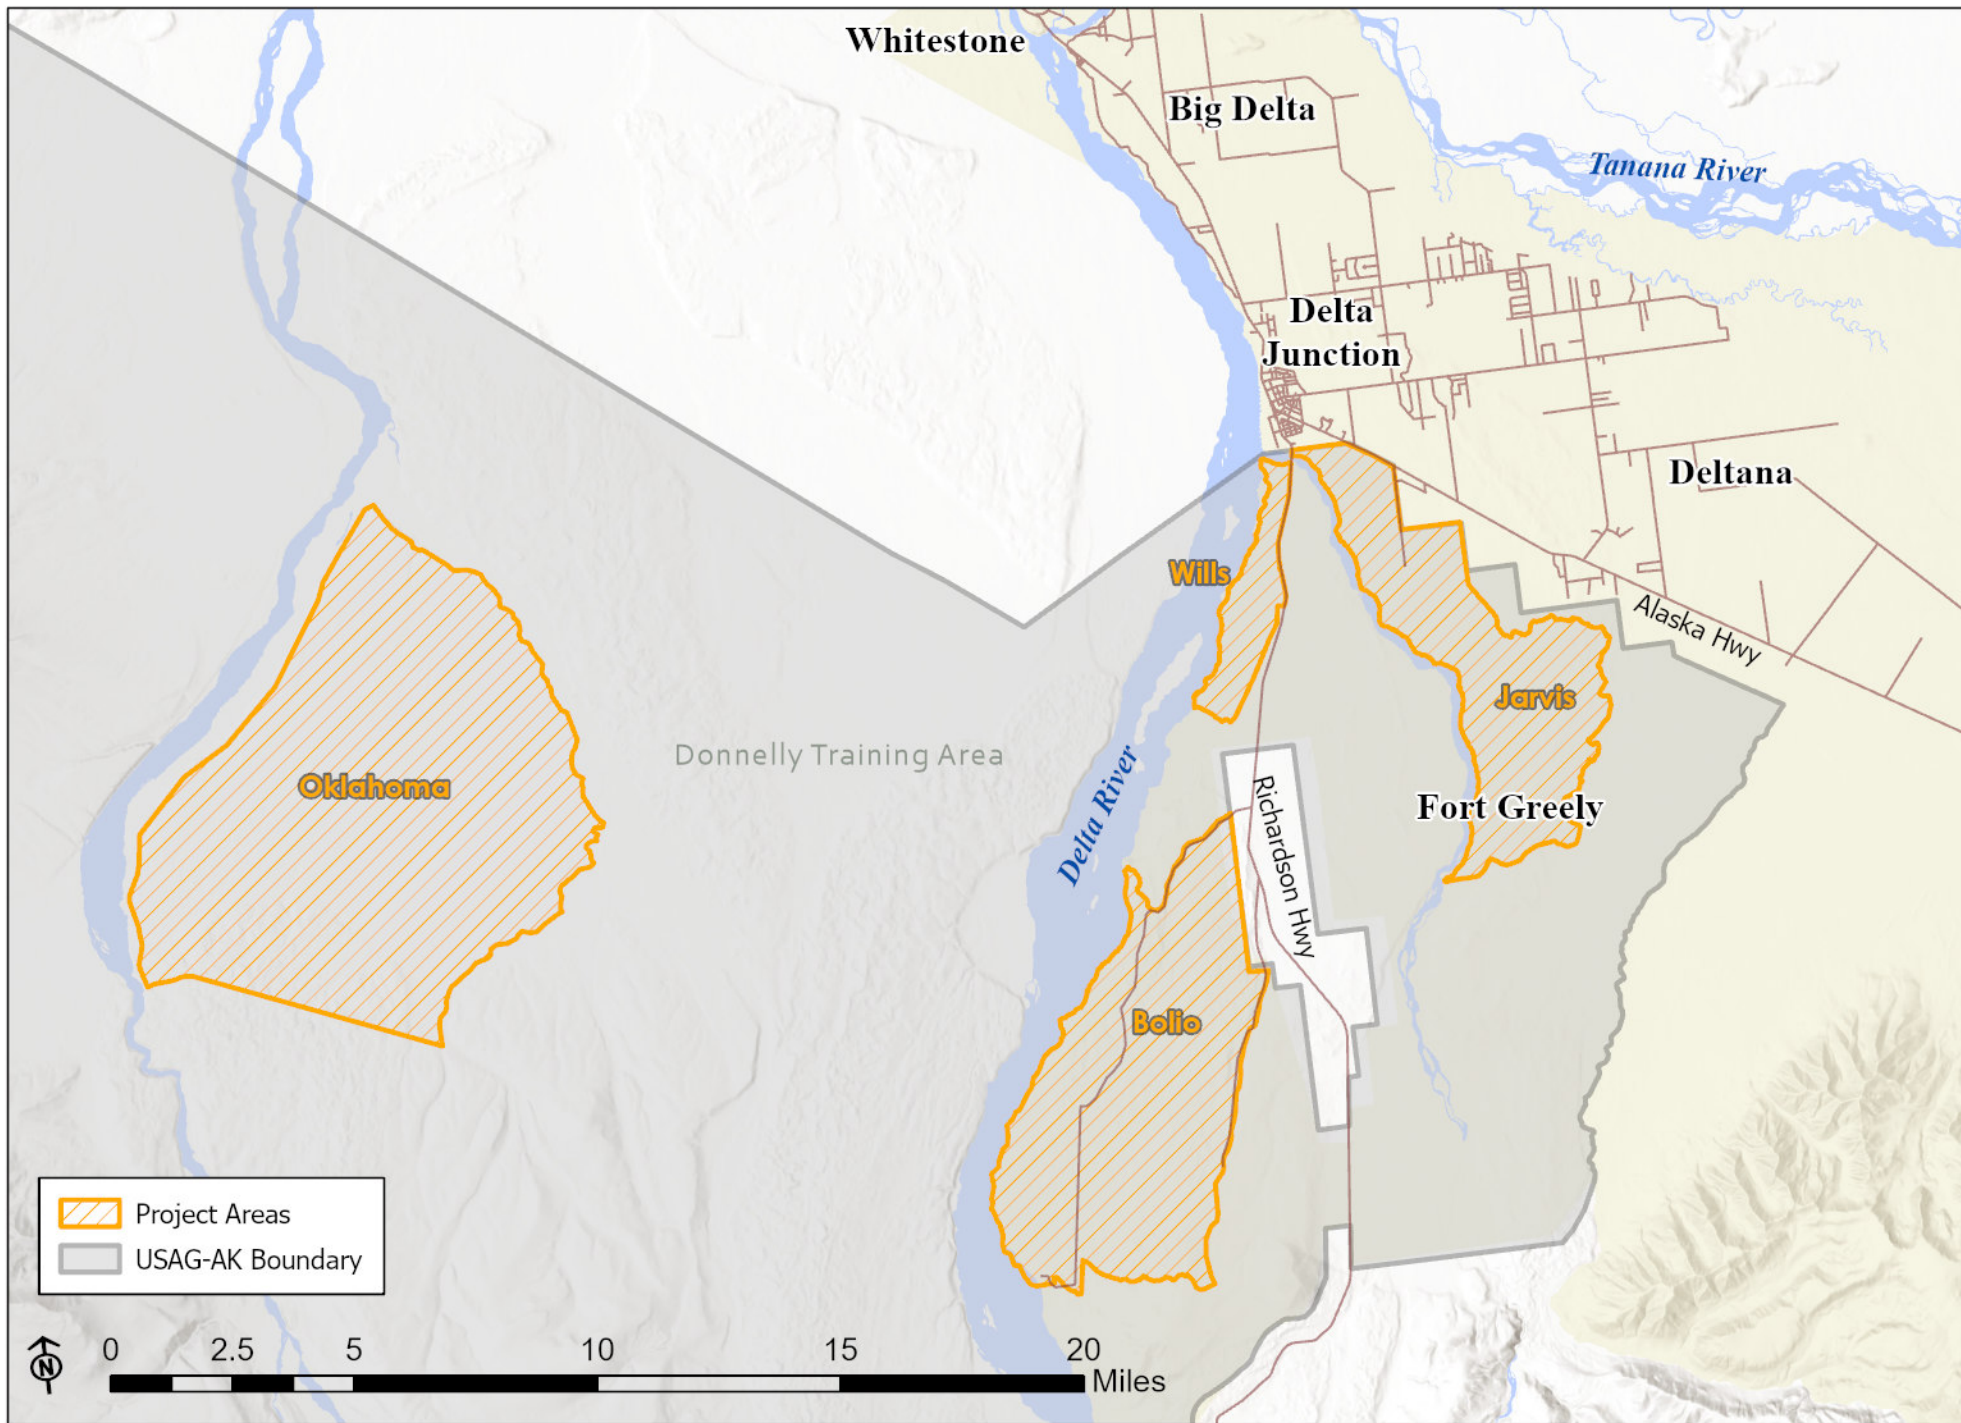 Whitestone
Big Delta
Tanana River
Delta
Junction
Deltana
Wills
Alaska Hwy
Jarvis
Donnelly Training Area
Oklahoma
Delta River
Richardson Hwy
Fort Greely
Bolio
Project Areas
USAG-AK Boundary
N
0 2.5 5 10 15 20
Miles